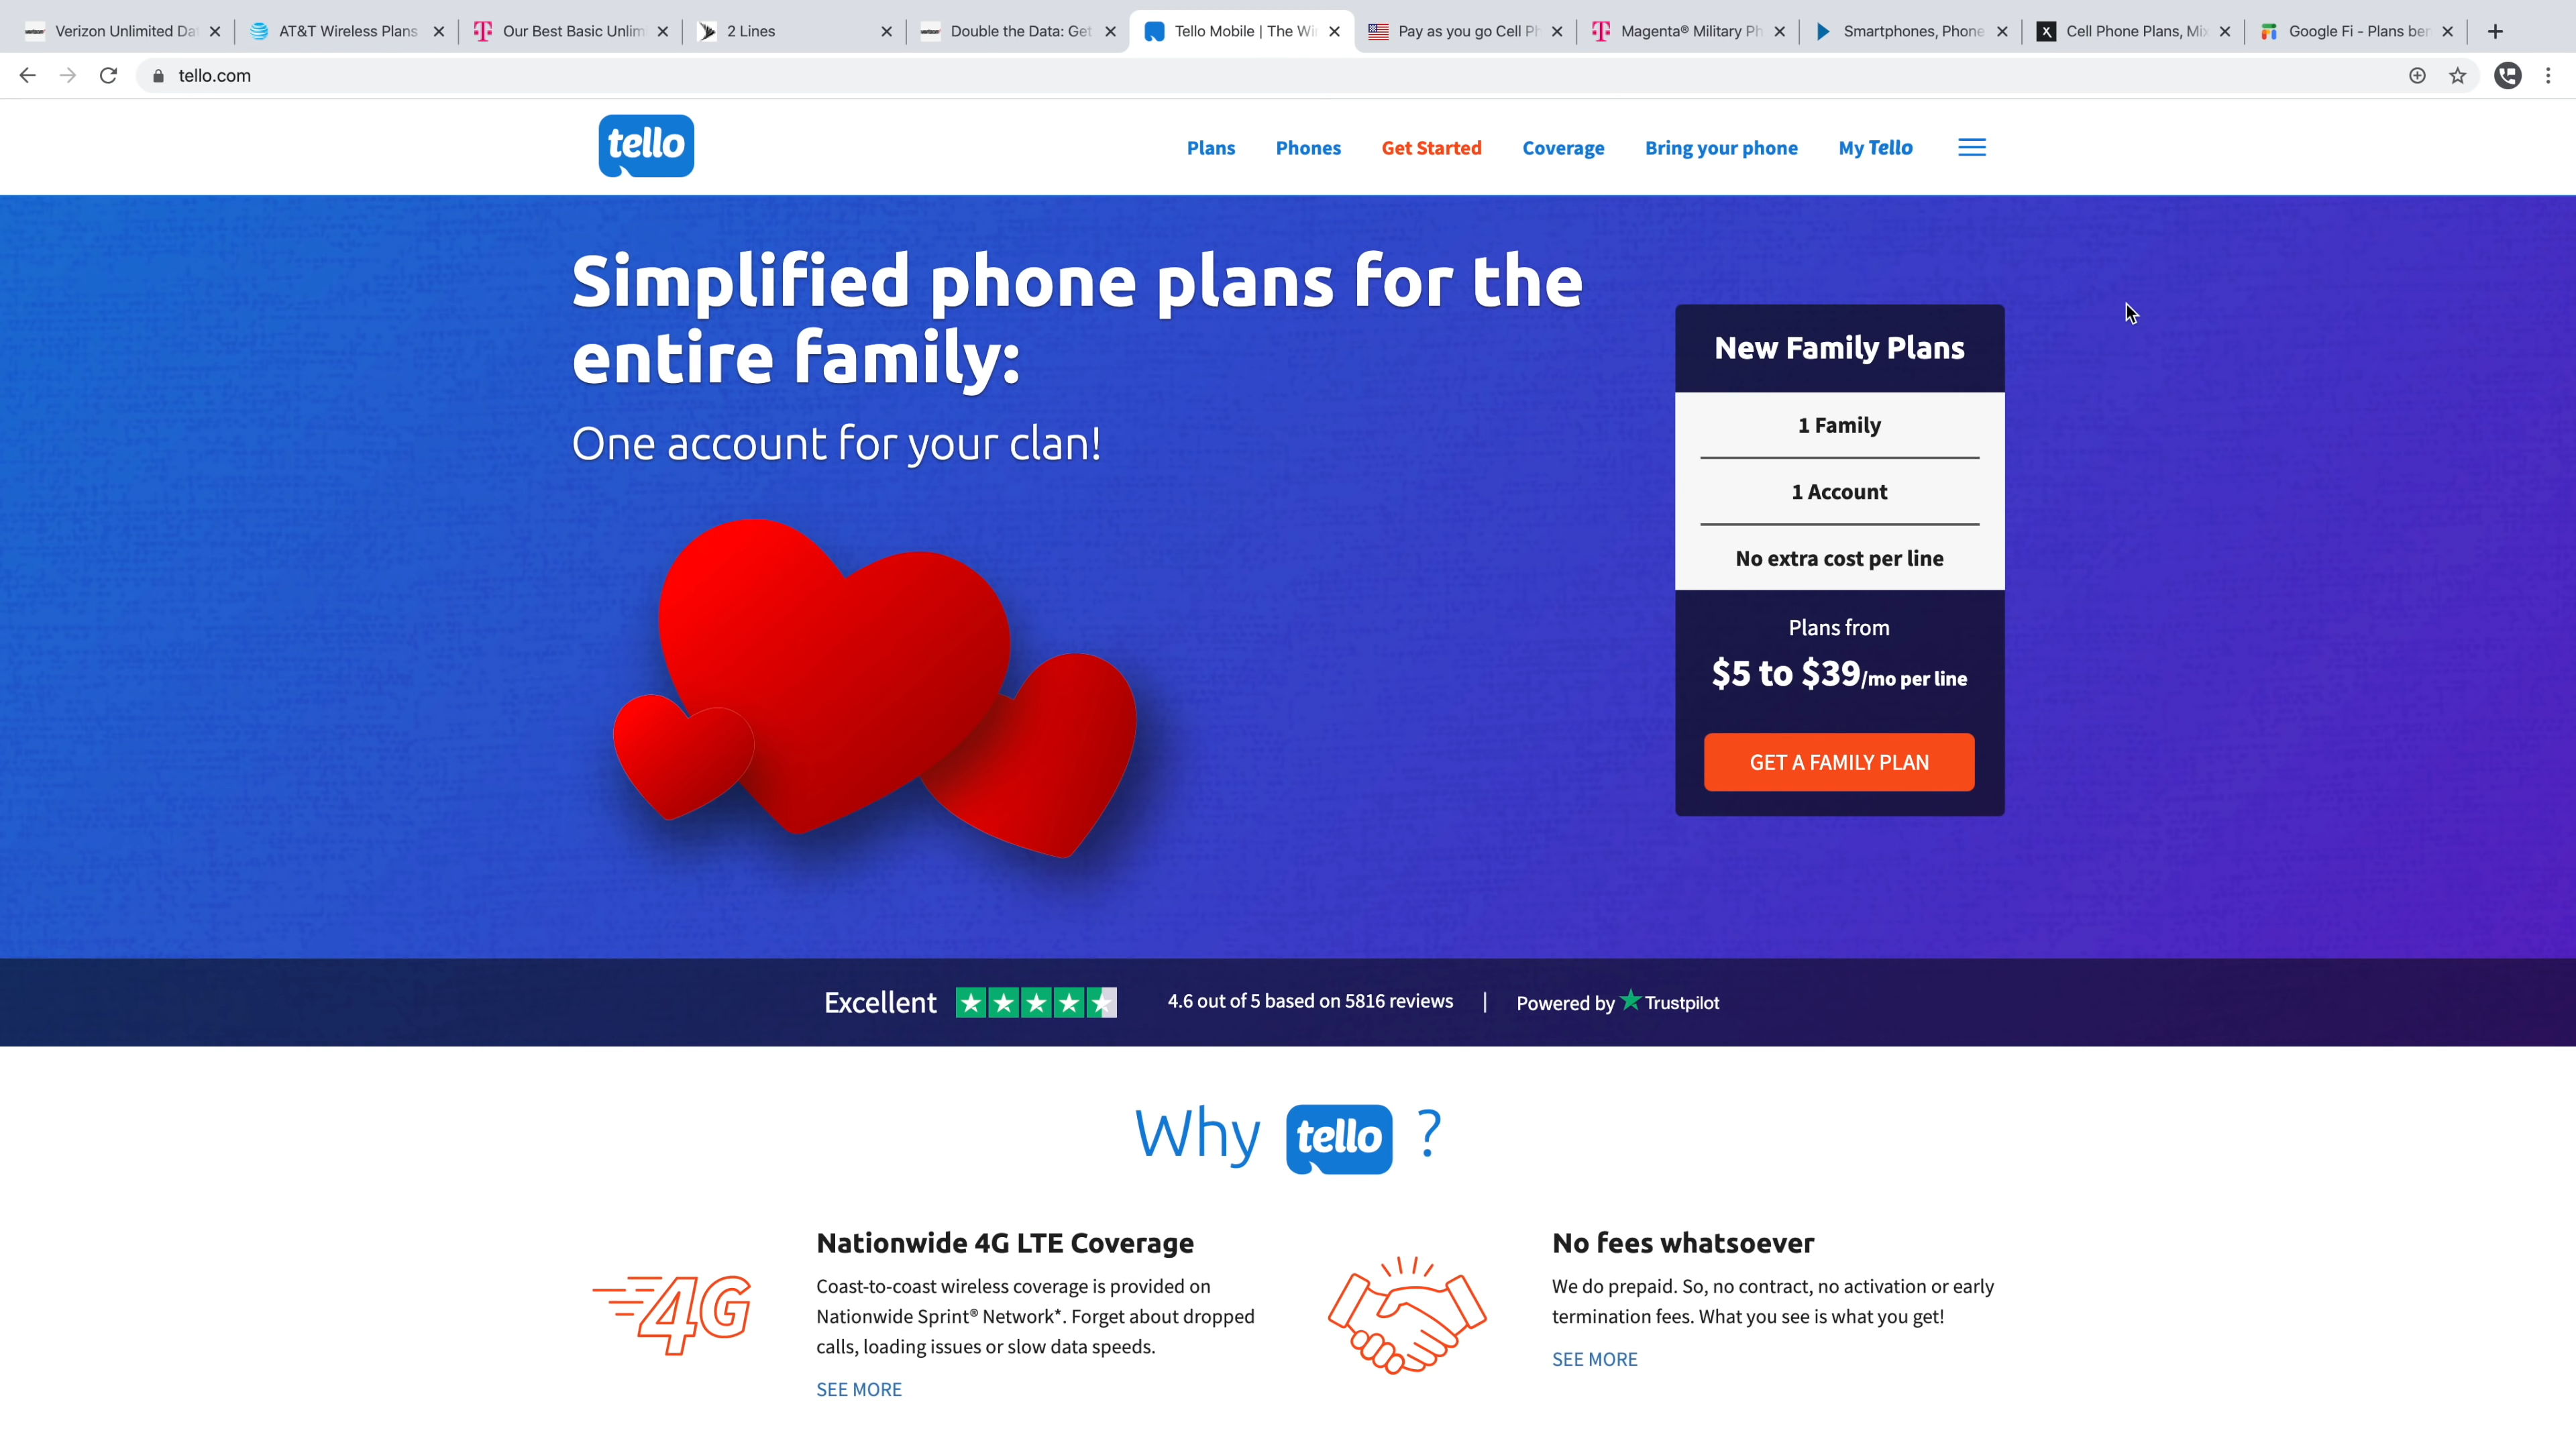 Verizon Unlimited Da
AT&T Wireless Plans
Our Best Basic Unlim
2 Lines
Double the Data: Get
Tello Mobile | The Wi
Pay as you go Cell Ph
Magenta® Military Ph
Smartphones, Phone
Cell Phone Plans, Mix
Google Fi - Plans ber
tello.com
tello
Plans
Phones
Get Started
Coverage
Bring your phone
My Tello
Simplified phone plans for the
entire family:
One account for your clan!
New Family Plans
1 Family
1 Account
No extra cost per line
Plans from
$5 to $39/mo per line
GET A FAMILY PLAN
Excellent
4.6 out of 5 based on 5816 reviews | Powered by Trustpilot
Why tello ?
4G
Nationwide 4G LTE Coverage
Coast-to-coast wireless coverage is provided on
Nationwide Sprint® Network*. Forget about dropped
calls, loading issues or slow data speeds.
SEE MORE
No fees whatsoever
We do prepaid. So, no contract, no activation or early
termination fees. What you see is what you get!
SEE MORE